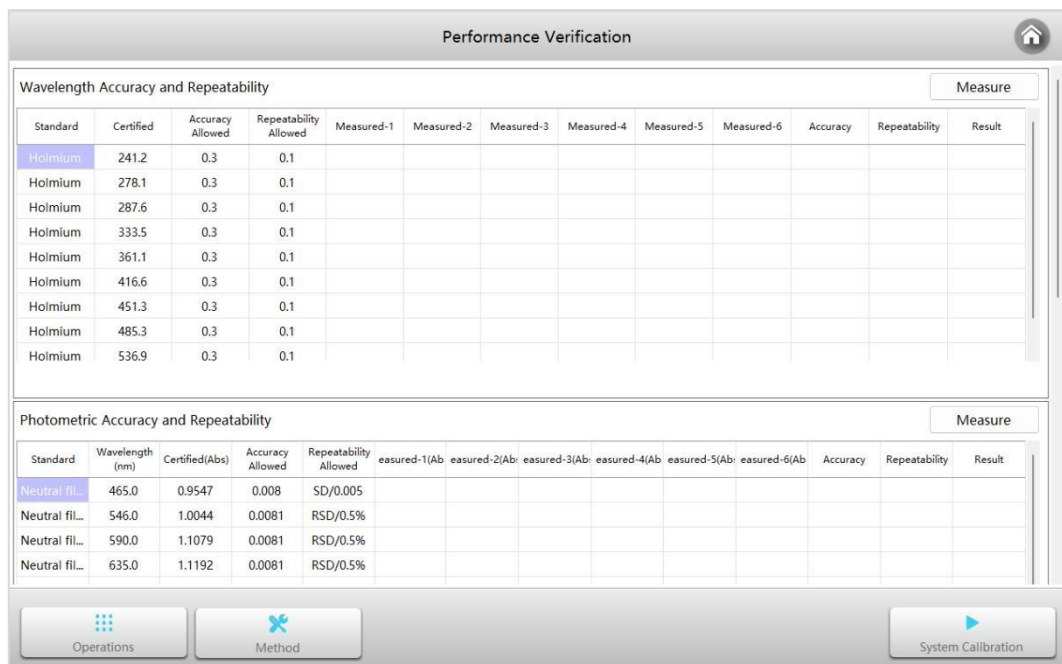 Performance Verification
Wavelength Accuracy and Repeatability
Measure
Standard Certified Accuracy Allowed Repeatability Allowed Measured-1 Measured-2 Measured-3 Measured-4 Measured-5 Measured-6 Accuracy Repeatability Result
Holmium 241.2 0.3 0.1
Holmium 278.1 0.3 0.1
Holmium 287.6 0.3 0.1
Holmium 333.5 0.3 0.1
Holmium 361.1 0.3 0.1
Holmium 416.6 0.3 0.1
Holmium 451.3 0.3 0.1
Holmium 485.3 0.3 0.1
Holmium 536.9 0.3 0.1
Photometric Accuracy and Repeatability
Measure
Standard Wavelength (nm) Certified(Abs) Accuracy Allowed Repeatability Allowed easured-1(Ab easured-2(Ab easured-3(Ab easured-4(Ab easured-5(Ab easured-6(Ab Accuracy Repeatability Result
Neutral fil... 465.0 0.9547 0.008 SD/0.005
Neutral fil... 546.0 1.0044 0.0081 RSD/0.5%
Neutral fil... 590.0 1.1079 0.0081 RSD/0.5%
Neutral fil... 635.0 1.1192 0.0081 RSD/0.5%
Operations
Method
System Calibration